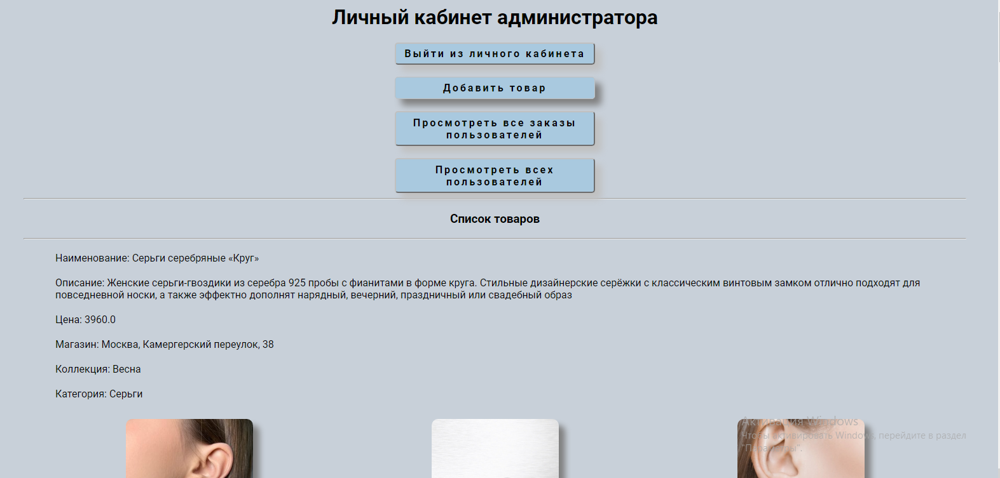 Личный кабинет администратора
Выйти из личного кабинета
Добавить товар
Просмотреть все заказы
пользователей
Просмотреть всех
пользователей
Список товаров
Наименование: Серьги серебряные «Круг»
Описание: Женские серьги-гвоздики из серебра 925 пробы с фианитами в форме круга. Стильные дизайнерские серёжки с классическим винтовым замком отлично подходят для
повседневной носки, а также эффектно дополнят нарядный, вечерний, праздничный или свадебный образ
Цена: 3960.0
Магазин: Москва, Камергерский переулок, 38
Коллекция: Весна
Категория: Серьги
Активация Windows
Чтобы активировать Windows, перейдите в раздел
"Параметры".